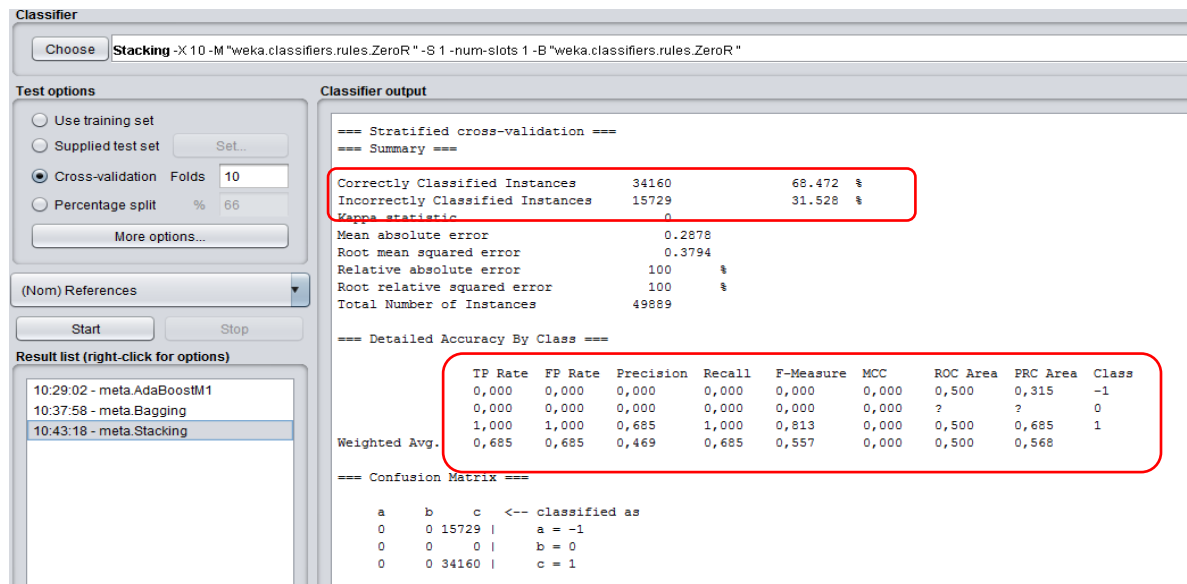 Classifier
Choose Stacking -X 10 -M "weka.classifiers.rules.ZeroR " -S 1 -num-slots 1 -B "weka.classifiers.rules.ZeroR "
Test options
Use training set
Supplied test set Set...
Cross-validation Folds 10
Percentage split % 66
More options...
(Nom) References
Start Stop
Result list (right-click for options)
10:29:02 - meta.AdaBoostM1
10:37:58 - meta.Bagging
10:43:18 - meta.Stacking
Classifier output
=== Stratified cross-validation ===
=== Summary ===
Correctly Classified Instances 34160 68.472 %
Incorrectly Classified Instances 15729 31.528 %
Kappa statistic 0
Mean absolute error 0.2878
Root mean squared error 0.3794
Relative absolute error 100 %
Root relative squared error 100 %
Total Number of Instances 49889
=== Detailed Accuracy By Class ===
TP Rate FP Rate Precision Recall F-Measure MCC ROC Area PRC Area Class
0,000 0,000 0,000 0,000 0,000 0,000 0,500 0,315 -1
0,000 0,000 0,000 0,000 0,000 0,000 ? ? 0
1,000 1,000 0,685 1,000 0,813 0,000 0,500 0,685 1
Weighted Avg. 0,685 0,685 0,469 0,685 0,557 0,000 0,500 0,568
=== Confusion Matrix ===
a b c <-- classified as
0 0 15729 | a = -1
0 0 0 | b = 0
0 0 34160 | c = 1